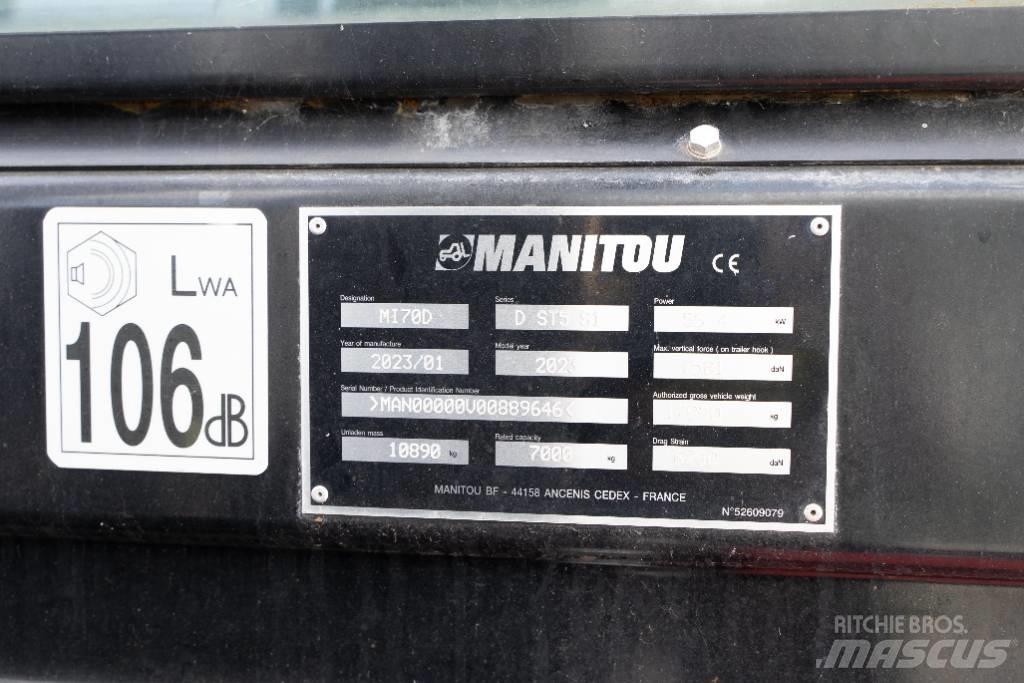 LWA
106 dB
MANITOU CE
Designation Series Power
MI70D D ST5 S1 kW
Year of manufacture Model year Max. vertical force ( on trailer hook )
2023/01 2023 daN
Serial Number / Product Identification Number Authorized gross vehicle weight
>MAN00000V00889646< kg
Unladen mass Rated capacity Drag Strain
10890 kg 7000 kg daN
MANITOU BF - 44158 ANCENIS CEDEX - FRANCE
N°52609079
RITCHIE BROS.
MASCUS